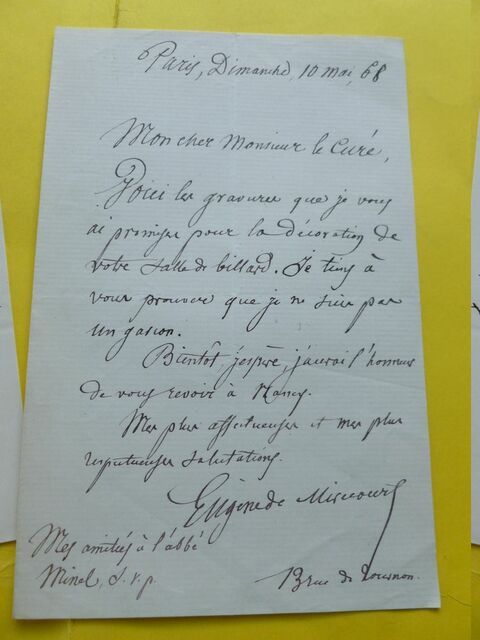 Paris, Dimanche, 10 mai, 68
Mon cher Monsieur le Curé,
Voici les gravures que je vous
ai promises pour la décoration de
votre salle de billard. Je tiens à
vous prouver que je ne suis pas
un gascon.
Bientôt, j'espère, j'aurai l'honneur
de vous revoir à Nancy.
Mes plus affectueuses et mes plus
respectueuses salutations.
Eugène de Mirecourt
Mes amitiés à l'abbé
Minel, s.v.p.
13 rue de Tournon.